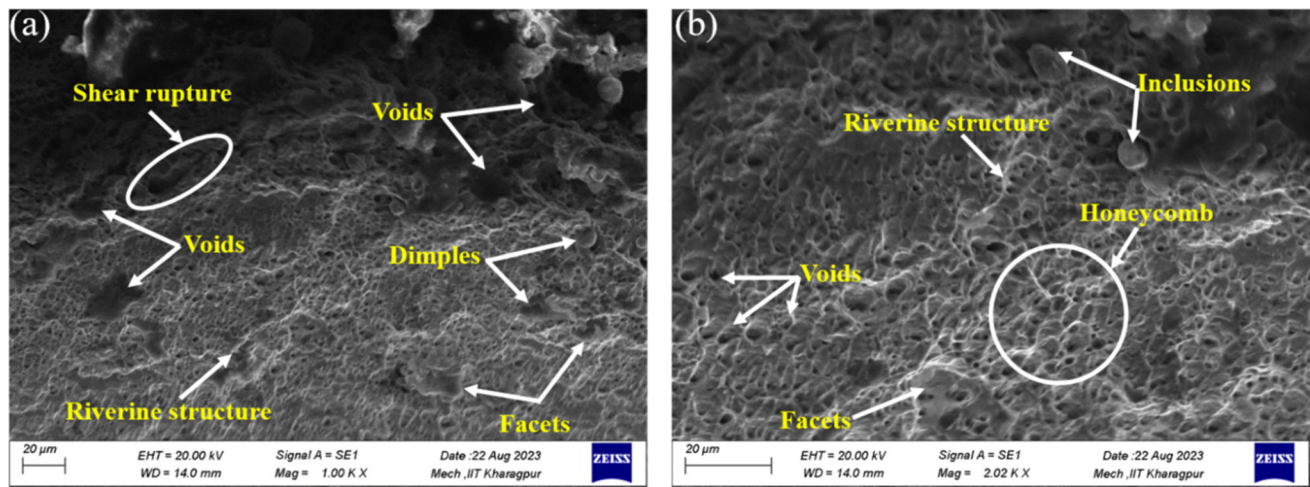 (a)
Shear rupture
Voids
Voids
Dimples
Riverine structure
Facets
20 µm
EHT = 20.00 kV
WD = 14.0 mm
Signal A = SE1
Mag = 1.00 K X
Date :22 Aug 2023
Mech ,IIT Kharagpur
ZEISS
(b)
Inclusions
Riverine structure
Honeycomb
Voids
Facets
20 µm
EHT = 20.00 kV
WD = 14.0 mm
Signal A = SE1
Mag = 2.02 K X
Date :22 Aug 2023
Mech ,IIT Kharagpur
ZEISS